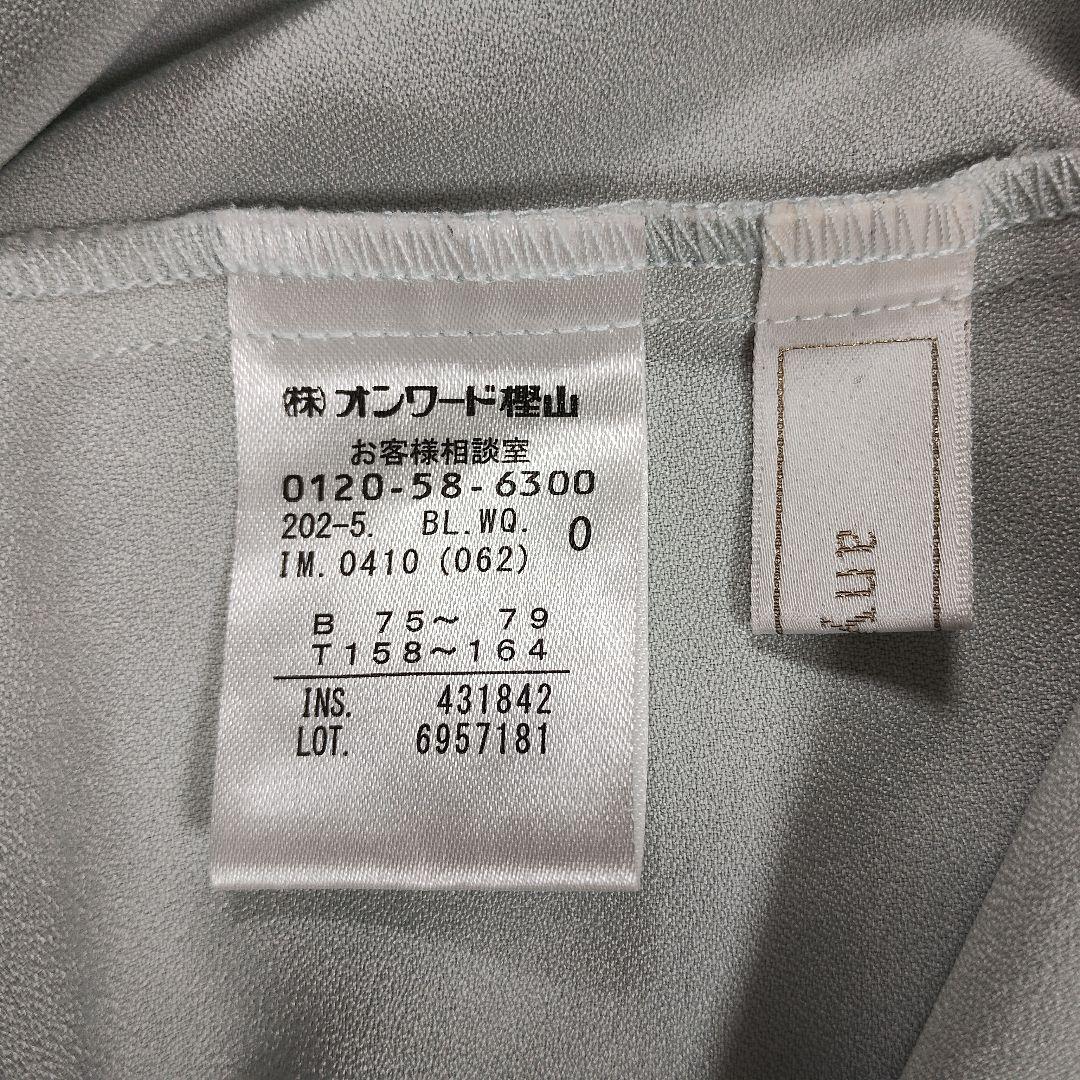 ㈱オンワード樫山
お客様相談室
0120-58-6300
202-5. BL.WQ. 0
IM.0410 (062)
B 75〜 79
T158〜164
INS. 431842
LOT. 6957181
any